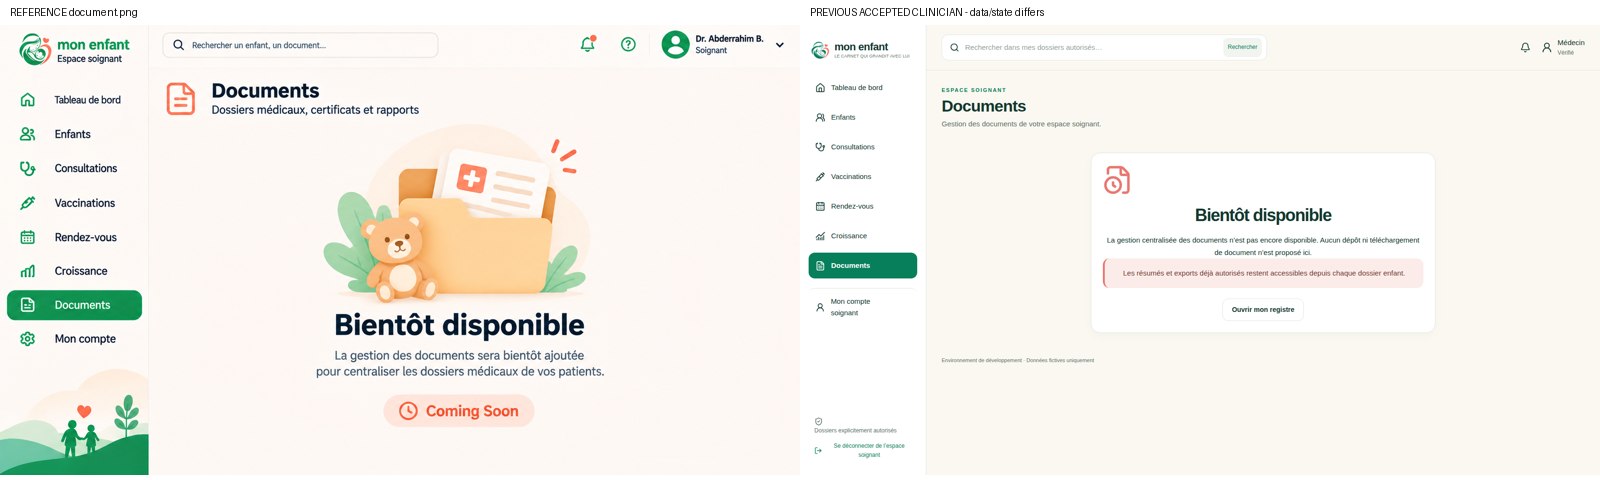 REFERENCE document.png
mon enfant
Espace soignant
Tableau de bord
Enfants
Consultations
Vaccinations
Rendez-vous
Croissance
Documents
Mon compte
Rechercher un enfant, un document...
Dr. Abderrahim B.
Soignant
Documents
Dossiers médicaux, certificats et rapports
Bientôt disponible
La gestion des documents sera bientôt ajoutée
pour centraliser les dossiers médicaux de vos patients.
Coming Soon
PREVIOUS ACCEPTED CLINICIAN - data/state differs
mon enfant
LE CARNET QUI GRANDIT AVEC LUI
Tableau de bord
Enfants
Consultations
Vaccinations
Rendez-vous
Croissance
Documents
Mon compte
soignant
Dossiers explicitement autorisés
Se déconnecter de l'espace
soignant
Rechercher dans mes dossiers autorisés...
Rechercher
Médecin
Vérifié
ESPACE SOIGNANT
Documents
Gestion des documents de votre espace soignant.
Bientôt disponible
La gestion centralisée des documents n'est pas encore disponible. Aucun dépôt ni téléchargement
de document n'est proposé ici.
Les résumés et exports déjà autorisés restent accessibles depuis chaque dossier enfant.
Ouvrir mon registre
Environnement de développement · Données fictives uniquement